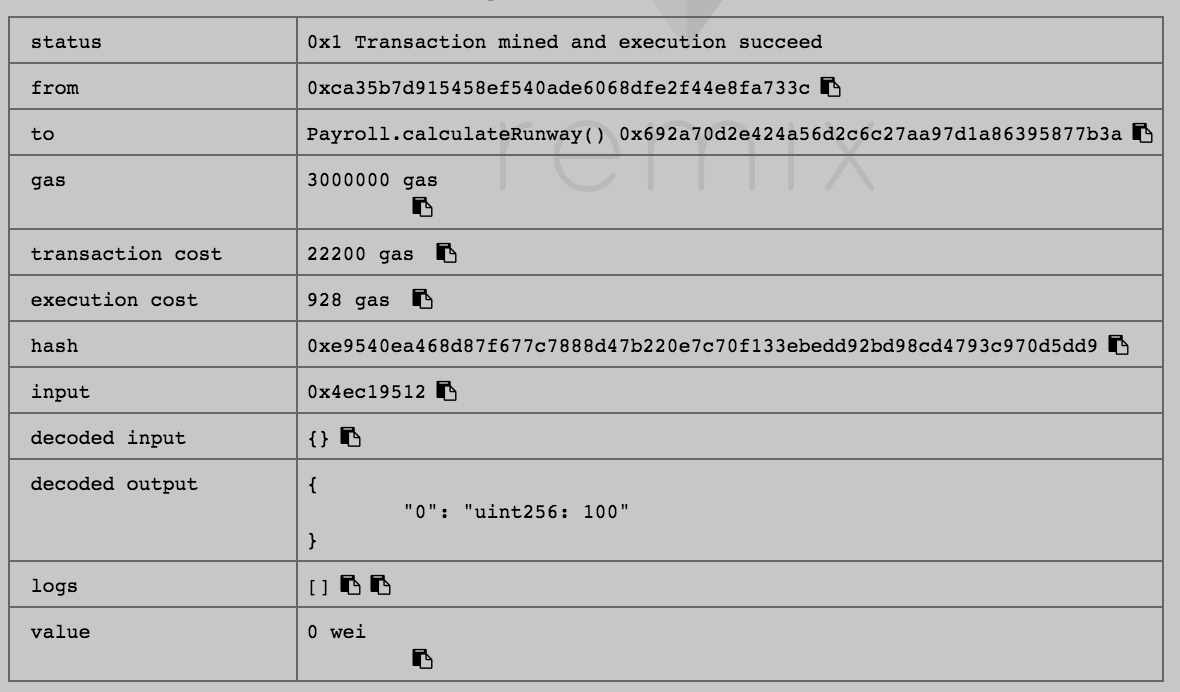 status 0x1 Transaction mined and execution succeed
from 0xca35b7d915458ef540ade6068dfe2f44e8fa733c
to Payroll.calculateRunway() 0x692a70d2e424a56d2c6c27aa97d1a86395877b3a
remix
gas 3000000 gas
transaction cost 22200 gas
execution cost 928 gas
hash 0xe9540ea468d87f677c7888d47b220e7c70f133ebedd92bd98cd4793c970d5dd9
input 0x4ec19512
decoded input {}
decoded output {
"0": "uint256: 100"
}
logs []
value 0 wei